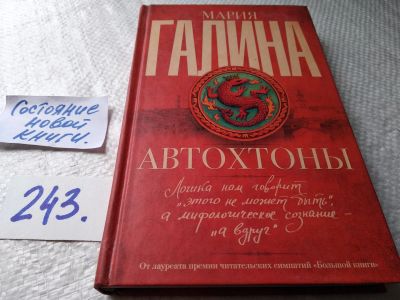 МАРИЯ
ГАЛИНА
АВТОХТОНЫ
Логика нам говорит
„этого не может быть“,
а мифологическое сознание –
„а вдруг“
От лауреата премии читательских симпатий «Большой книги»
Состояние
новой
книги.
243.